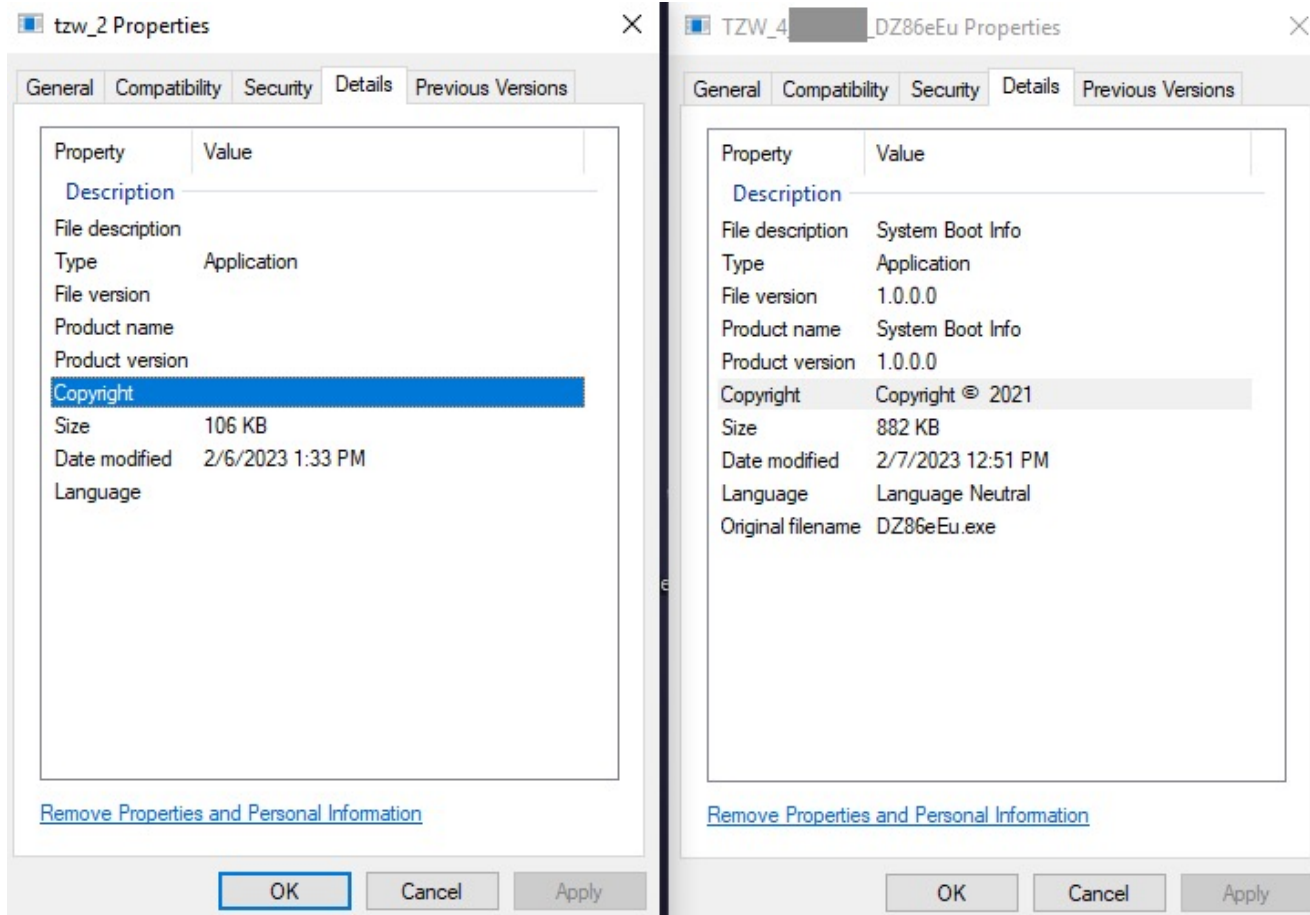 tzw_2 Properties
General Compatibility Security Details Previous Versions
Property Value
Description
File description
Type Application
File version
Product name
Product version
Copyright
Size 106 KB
Date modified 2/6/2023 1:33 PM
Language
Remove Properties and Personal Information
OK Cancel Apply
TZW_4 _DZ86eEu Properties
General Compatibility Security Details Previous Versions
Property Value
Description
File description System Boot Info
Type Application
File version 1.0.0.0
Product name System Boot Info
Product version 1.0.0.0
Copyright Copyright © 2021
Size 882 KB
Date modified 2/7/2023 12:51 PM
Language Language Neutral
Original filename DZ86eEu.exe
Remove Properties and Personal Information
OK Cancel Apply